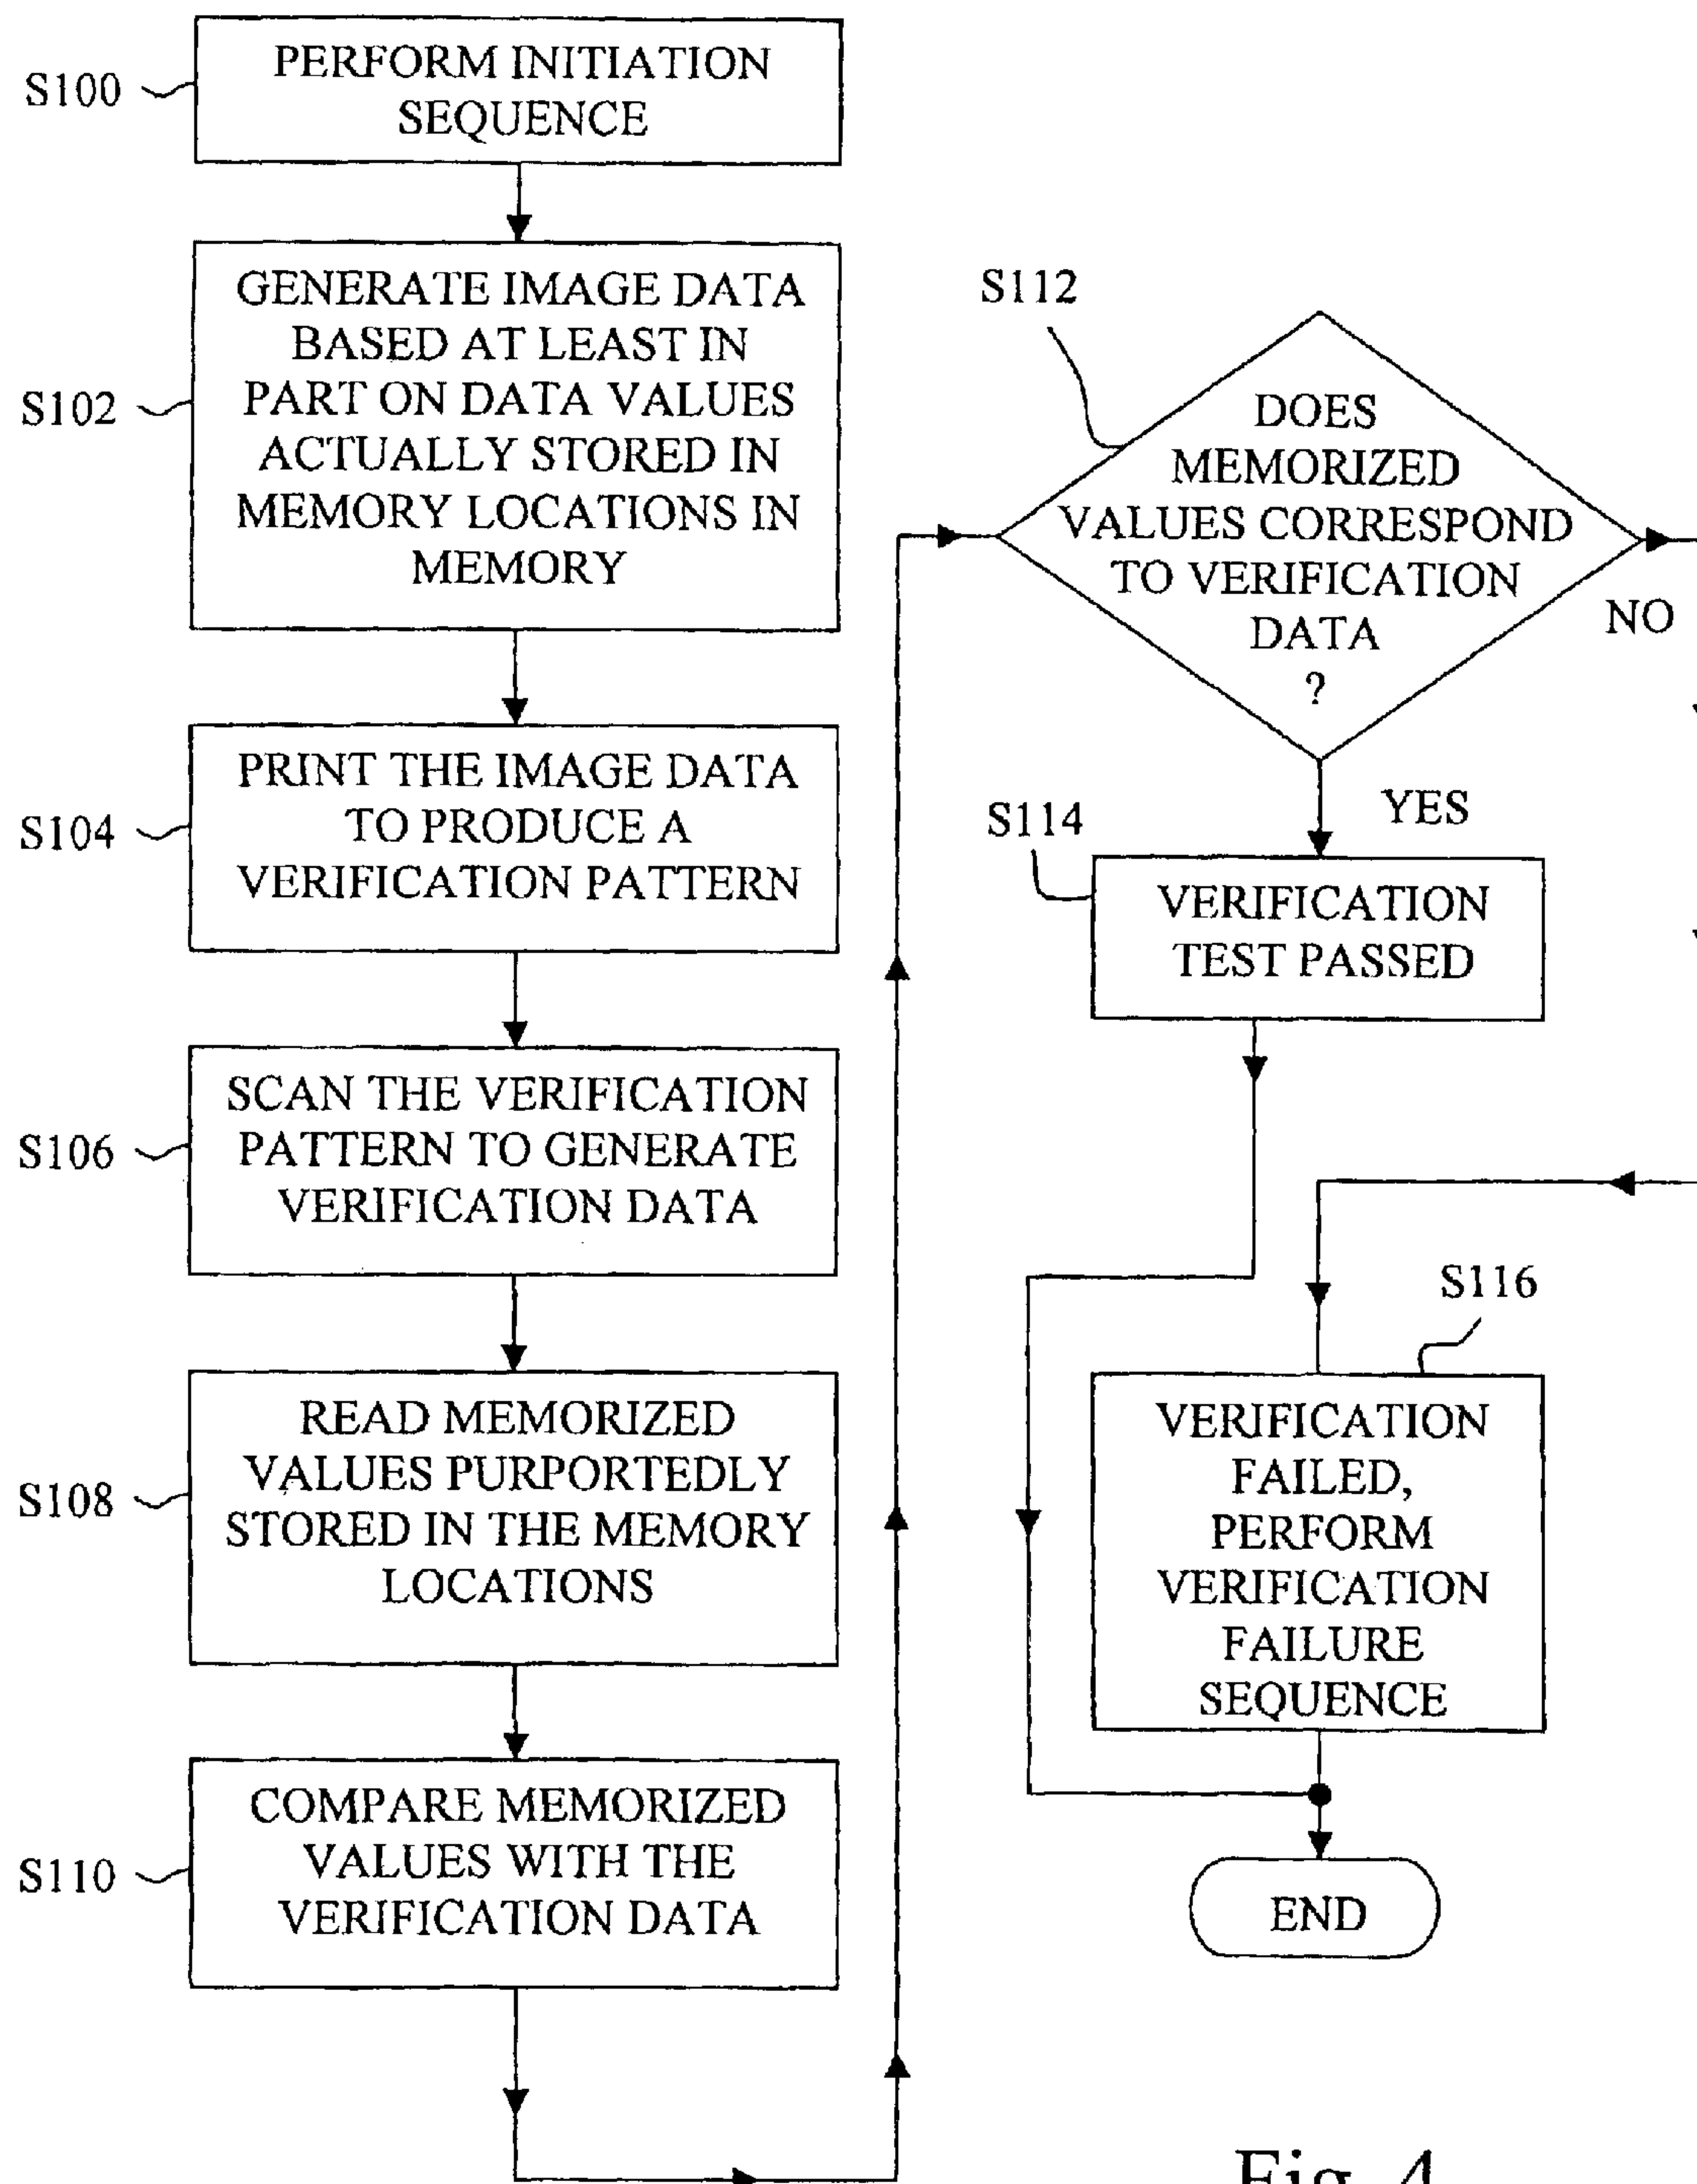 S100
PERFORM INITIATION
SEQUENCE
S102
GENERATE IMAGE DATA
BASED AT LEAST IN
PART ON DATA VALUES
ACTUALLY STORED IN
MEMORY LOCATIONS IN
MEMORY
S104
PRINT THE IMAGE DATA
TO PRODUCE A
VERIFICATION PATTERN
S106
SCAN THE VERIFICATION
PATTERN TO GENERATE
VERIFICATION DATA
S108
READ MEMORIZED
VALUES PURPORTEDLY
STORED IN THE MEMORY
LOCATIONS
S110
COMPARE MEMORIZED
VALUES WITH THE
VERIFICATION DATA
S112
DOES
MEMORIZED
VALUES CORRESPOND
TO VERIFICATION
DATA
?
NO
YES
S114
VERIFICATION
TEST PASSED
S116
VERIFICATION
FAILED,
PERFORM
VERIFICATION
FAILURE
SEQUENCE
END
Fig. 4